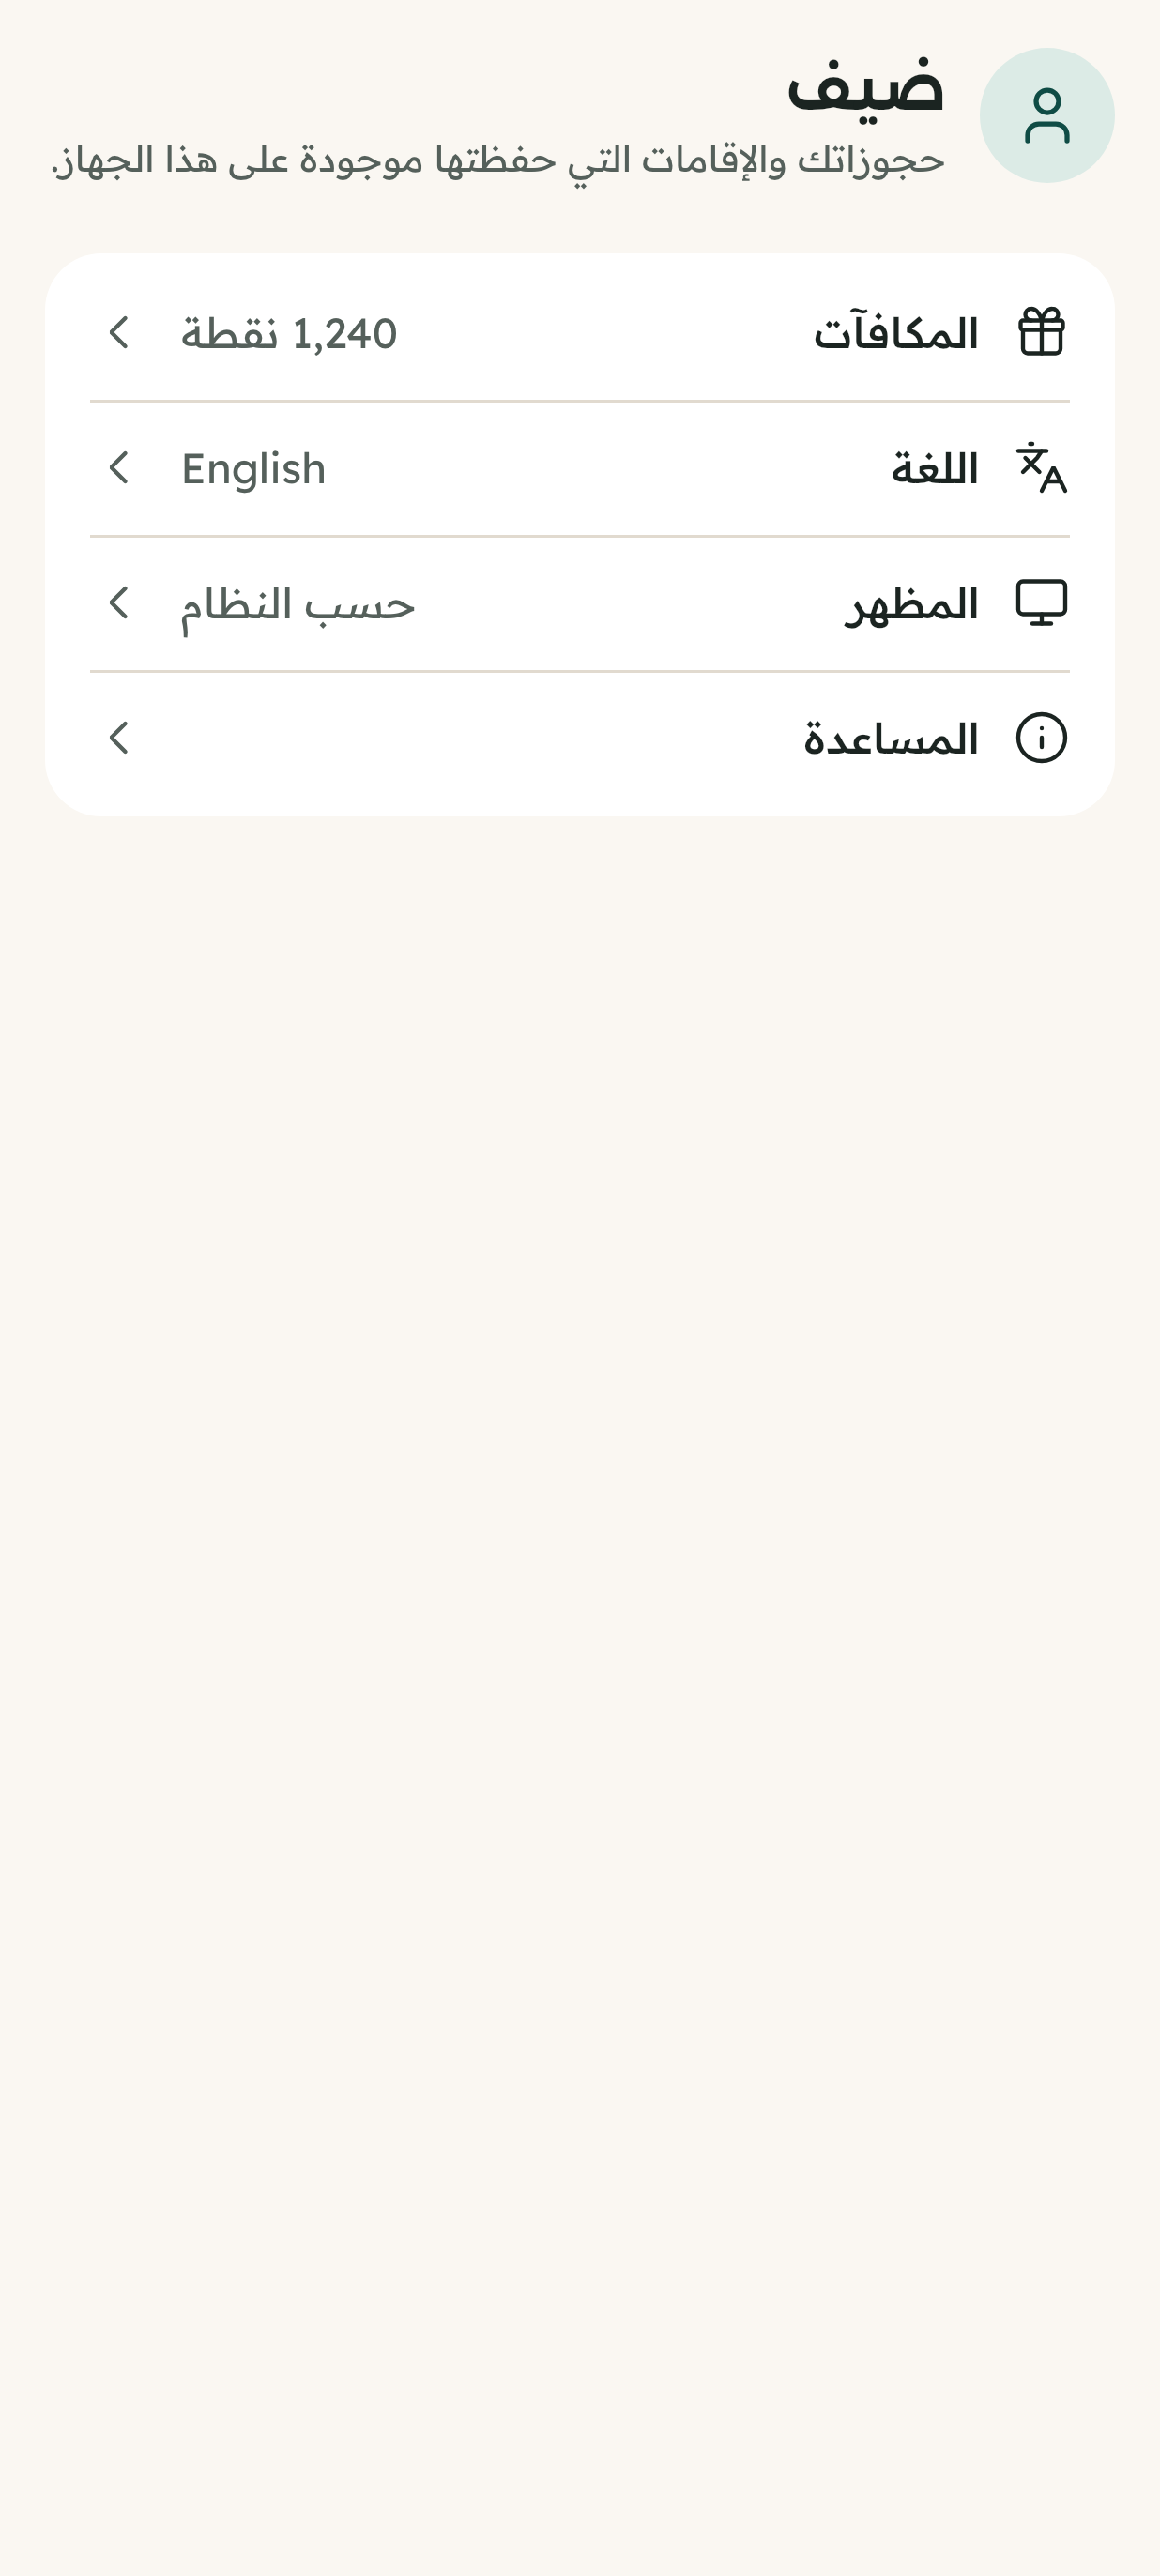 ضيف
حجوزاتك والإقامات التي حفظتها موجودة على هذا الجهاز.
المكافآت 1,240 نقطة
اللغة English
المظهر حسب النظام
المساعدة